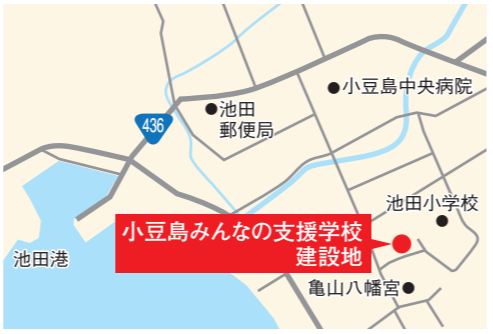 小豆島中央病院
池田
郵便局
436
池田小学校
小豆島みんなの支援学校
建設地
池田港
亀山八幡宮